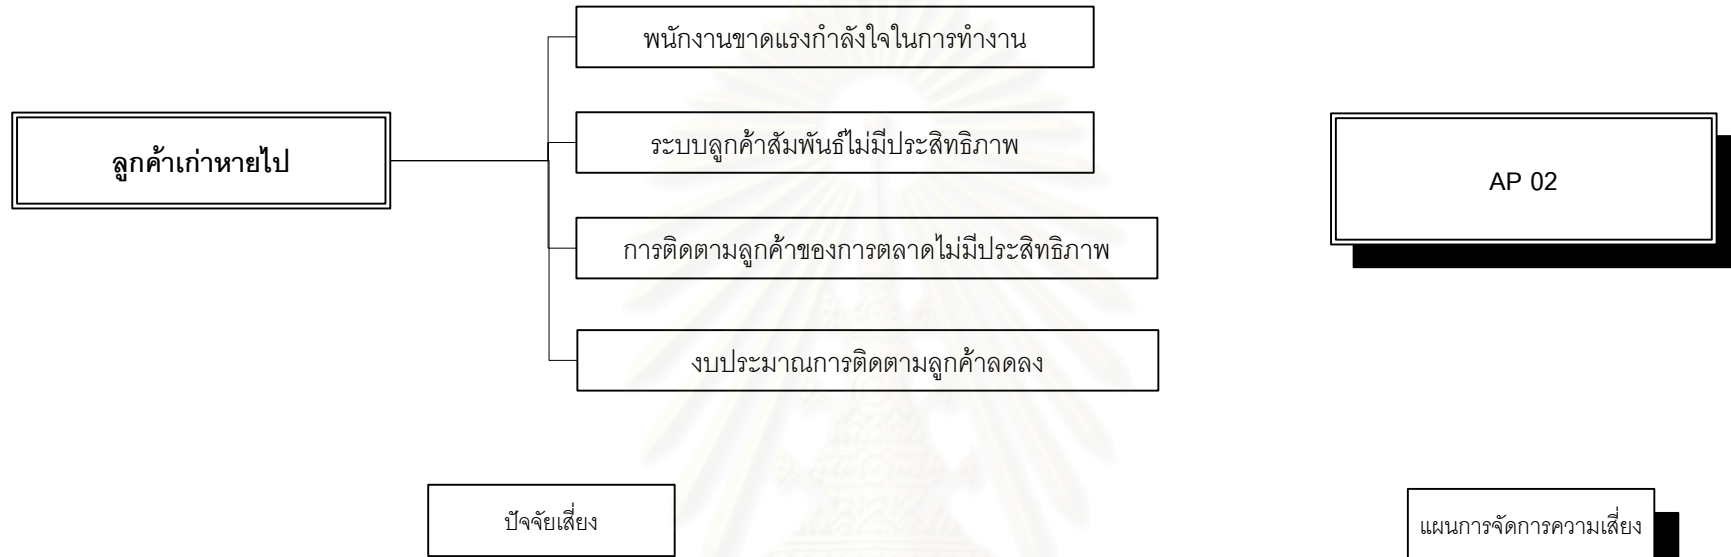 พนักงานขาดแรงกำลังใจในการทำงาน
ลูกค้าเก่าหายไป
ระบบลูกค้าสัมพันธ์ไม่มีประสิทธิภาพ
AP 02
การติดตามลูกค้าของการตลาดไม่มีประสิทธิภาพ
งบประมาณการติดตามลูกค้าลดลง
ปัจจัยเสี่ยง
แผนการจัดการความเสี่ยง